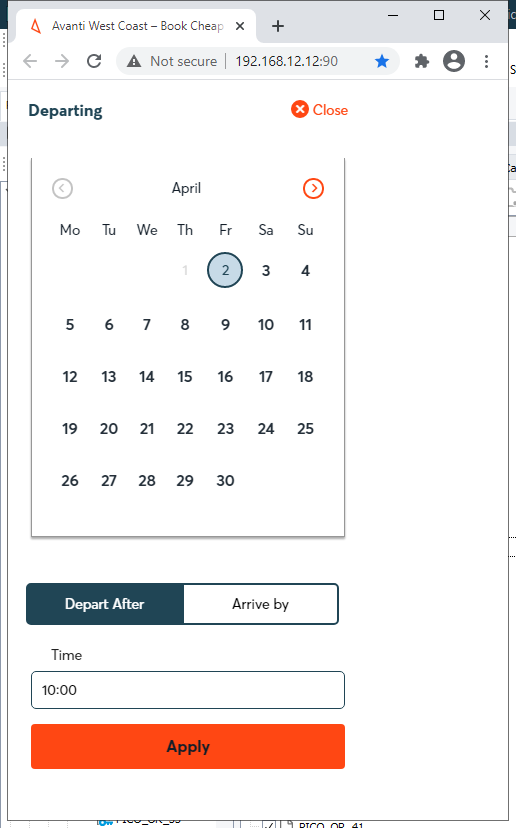 Avanti West Coast – Book Cheap
Not secure | 192.168.12.12:90
Departing
Close
April
Mo Tu We Th Fr Sa Su
1 2 3 4
5 6 7 8 9 10 11
12 13 14 15 16 17 18
19 20 21 22 23 24 25
26 27 28 29 30
Depart After Arrive by
Time
10:00
Apply
PICO_OR_41